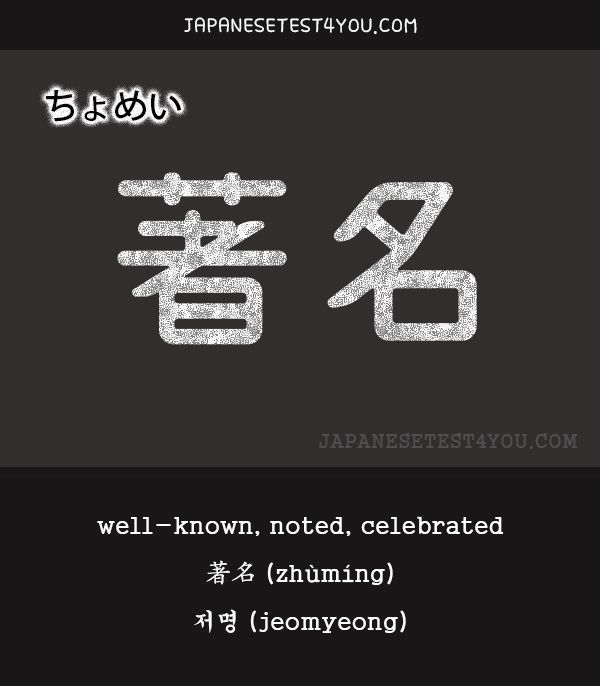 JAPANESETEST4YOU.COM
ちょめい
著名
JAPANESETEST4YOU.COM
well-known, noted, celebrated
著名 (zhùmíng)
저명 (jeomyeong)